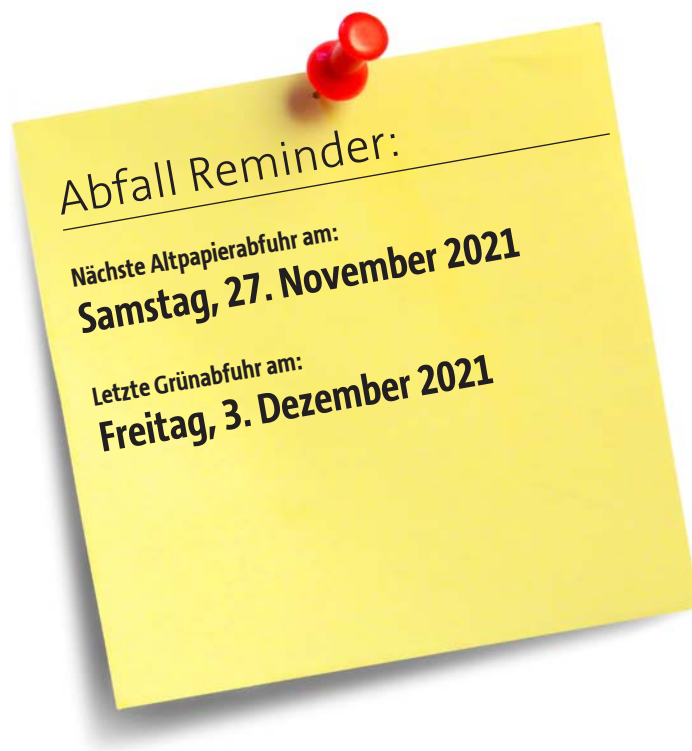 Abfall Reminder:
Nächste Altpapierabfuhr am:
Samstag, 27. November 2021
Letzte Grünabfuhr am:
Freitag, 3. Dezember 2021